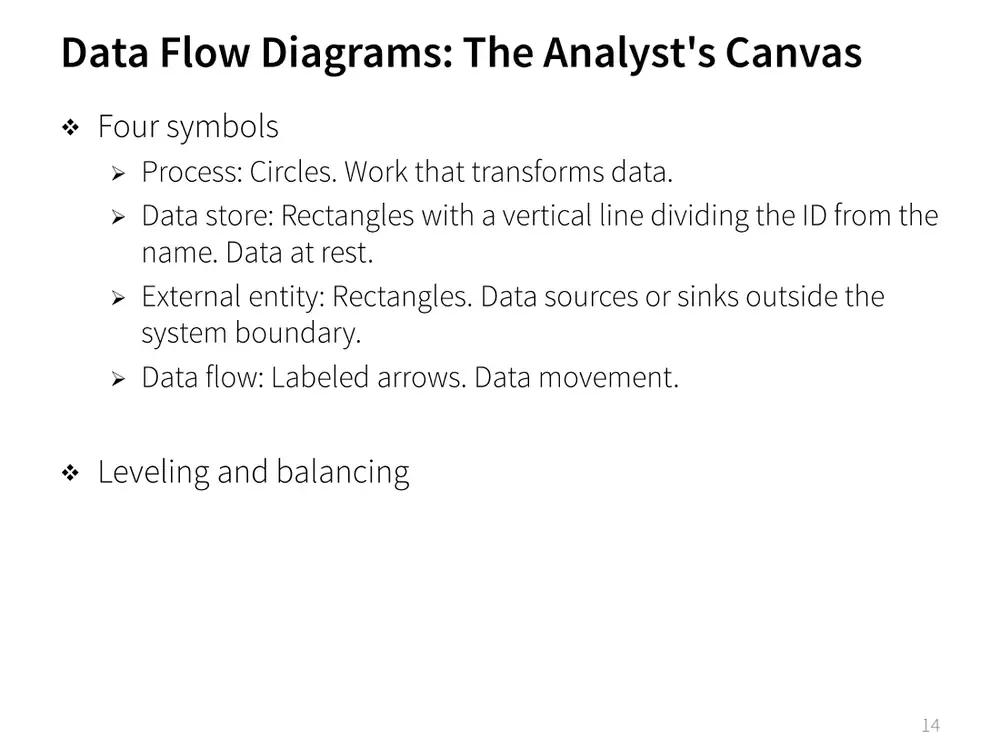 Data Flow Diagrams: The Analyst's Canvas
❖ Four symbols
➢ Process: Circles. Work that transforms data.
➢ Data store: Rectangles with a vertical line dividing the ID from the
name. Data at rest.
➢ External entity: Rectangles. Data sources or sinks outside the
system boundary.
➢ Data flow: Labeled arrows. Data movement.
❖ Leveling and balancing
14